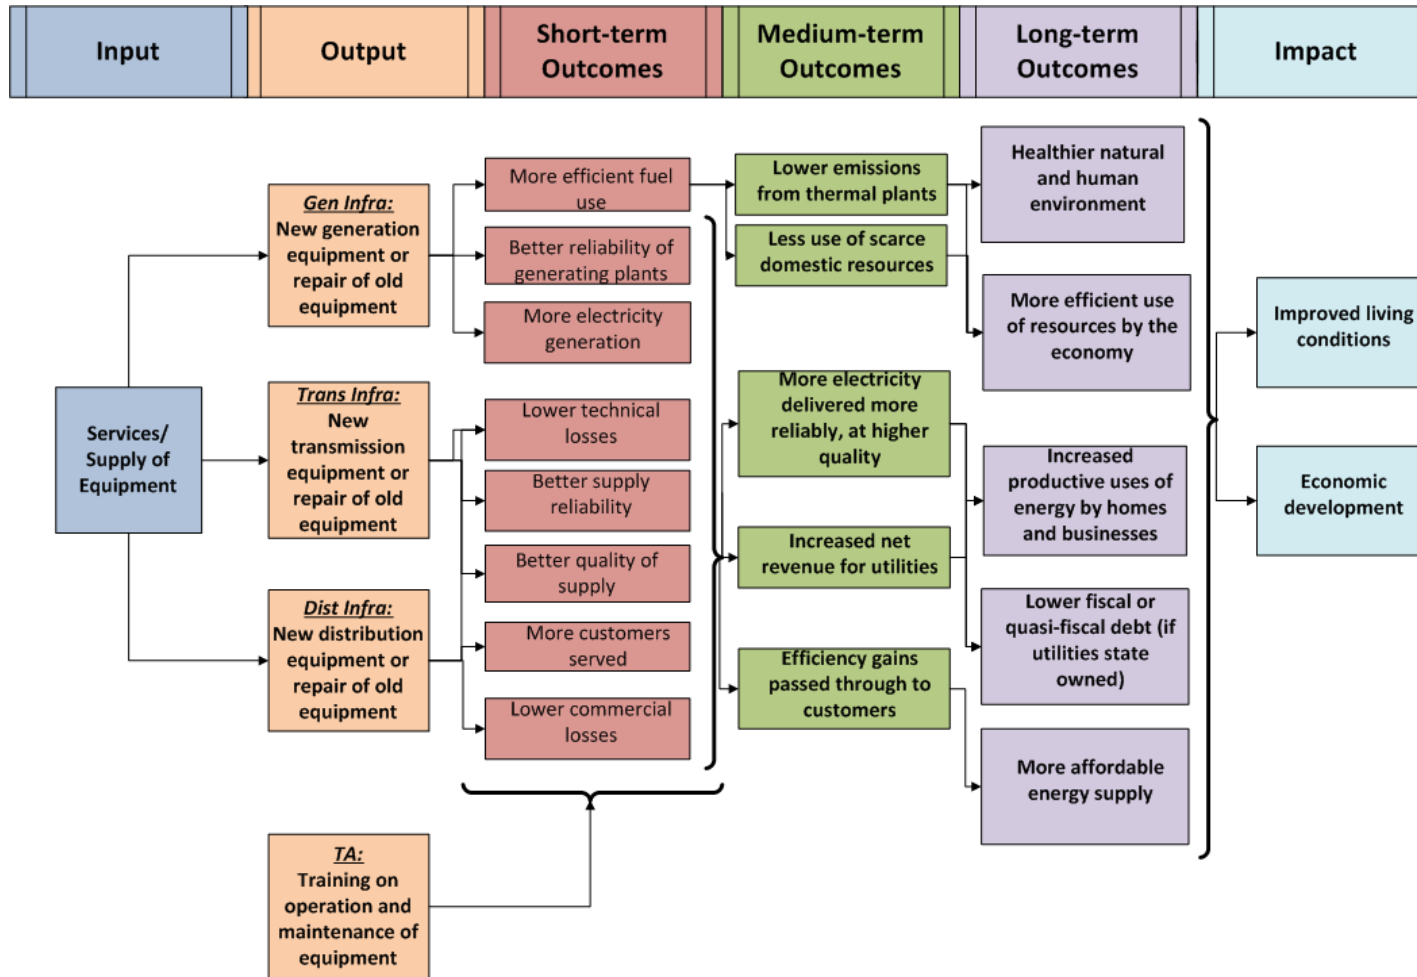 Input
Output
Short-term
Outcomes
Medium-term
Outcomes
Long-term
Outcomes
Impact
Services/
Supply of
Equipment
Gen Infra:
New generation
equipment or
repair of old
equipment
Trans Infra:
New
transmission
equipment or
repair of old
equipment
Dist Infra:
New distribution
equipment or
repair of old
equipment
TA:
Training on
operation and
maintenance of
equipment
More efficient fuel
use
Better reliability of
generating plants
More electricity
generation
Lower technical
losses
Better supply
reliability
Better quality of
supply
More customers
served
Lower commercial
losses
Lower emissions
from thermal plants
Less use of scarce
domestic resources
More electricity
delivered more
reliably, at higher
quality
Increased net
revenue for utilities
Efficiency gains
passed through to
customers
Healthier natural
and human
environment
More efficient use
of resources by the
economy
Increased
productive uses of
energy by homes
and businesses
Lower fiscal or
quasi-fiscal debt (if
utilities state
owned)
More affordable
energy supply
Improved living
conditions
Economic
development